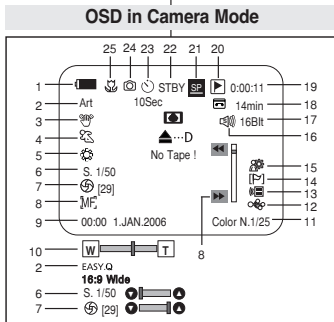 OSD in Camera Mode
25 24 23 22 21 20
1 STBY SP 0:00:11 19
2 Art 10Sec 14min 18
3 16BIt 17
4 …D 16
5 No Tape !
6 S. 1/50 15
7 [29] 14
8 MF 13
12
9 00:00 1.JAN.2006 8 Color N.1/25 11
10 W T
2 EASY.Q
16:9 Wide
6 S. 1/50
7 [29]